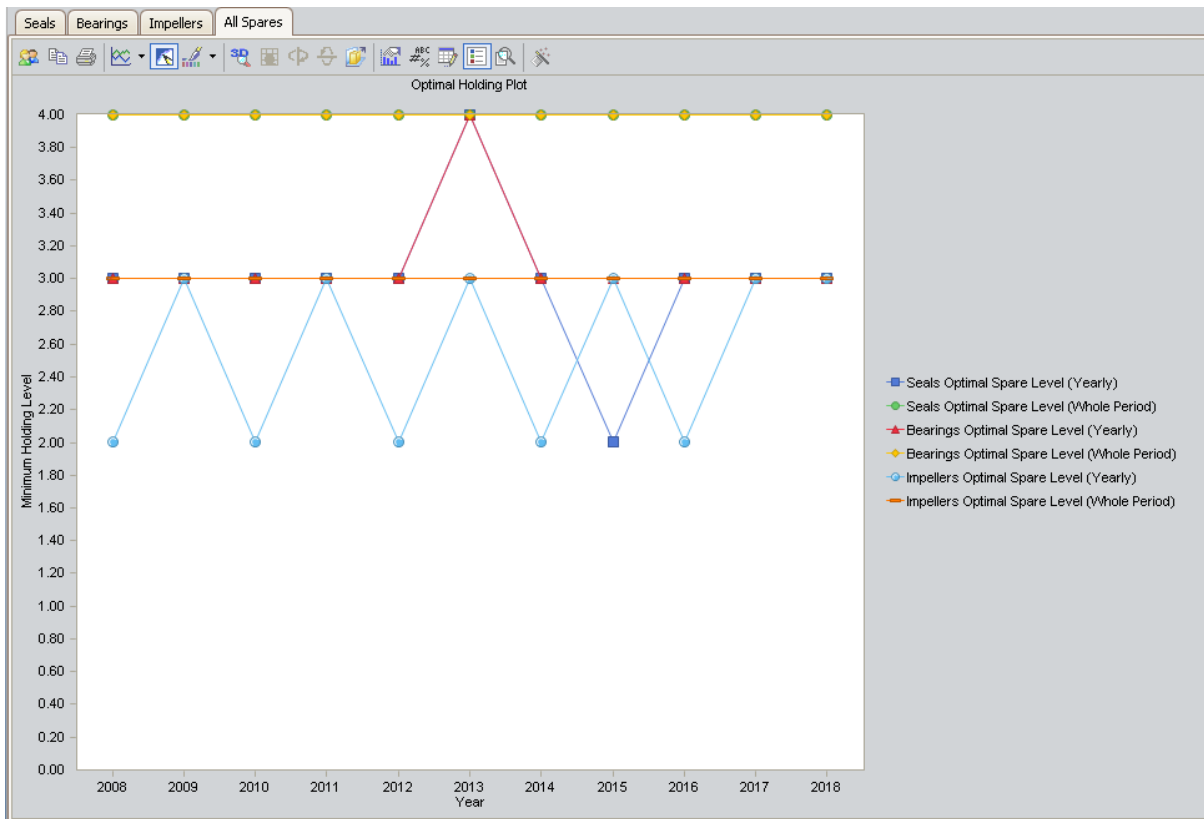 Seals Bearings Impellers All Spares
3D ABC #% 
Optimal Holding Plot
4.00
3.80
3.60
3.40
3.20
3.00
2.80
2.60
2.40
2.20
2.00
1.80
1.60
1.40
1.20
1.00
0.80
0.60
0.40
0.20
0.00
Minimum Holding Level
2008 2009 2010 2011 2012 2013 2014 2015 2016 2017 2018
Year
Seals Optimal Spare Level (Yearly)
Seals Optimal Spare Level (Whole Period)
Bearings Optimal Spare Level (Yearly)
Bearings Optimal Spare Level (Whole Period)
Impellers Optimal Spare Level (Yearly)
Impellers Optimal Spare Level (Whole Period)